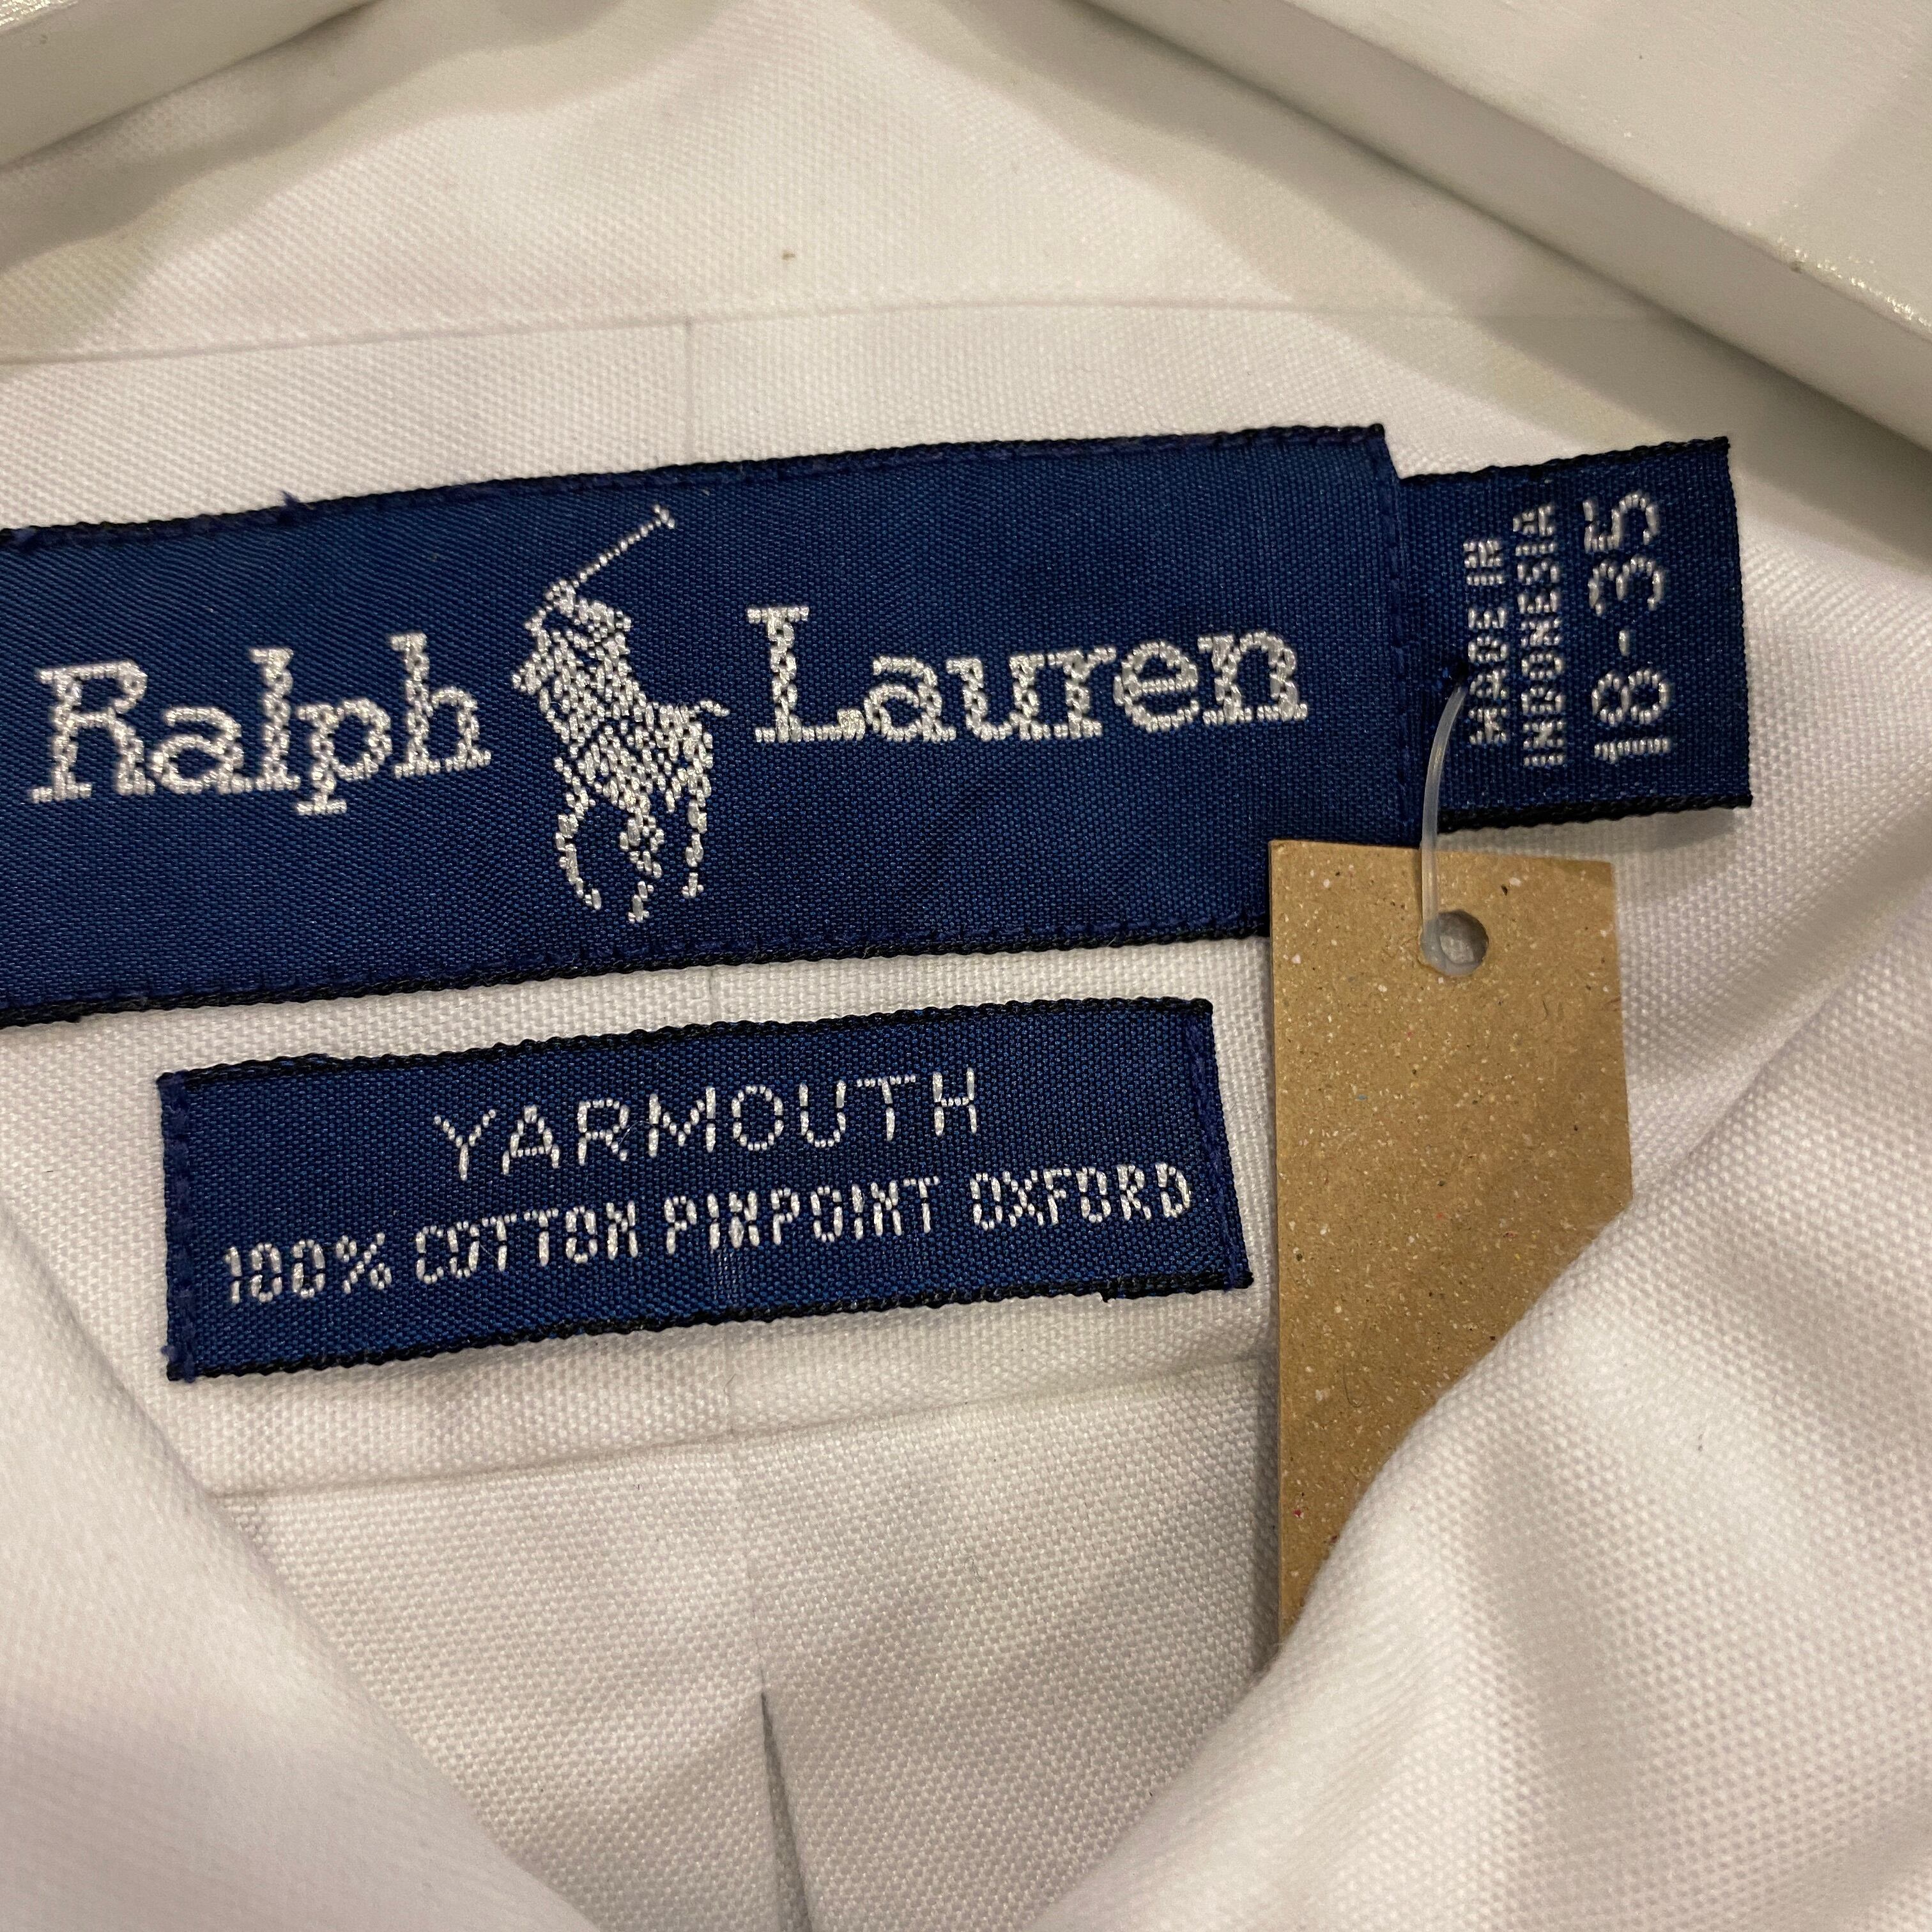 Ralph Lauren
MADE IN
INDONESIA
18-35
YARMOUTH
100% COTTON PINPOINT OXFORD